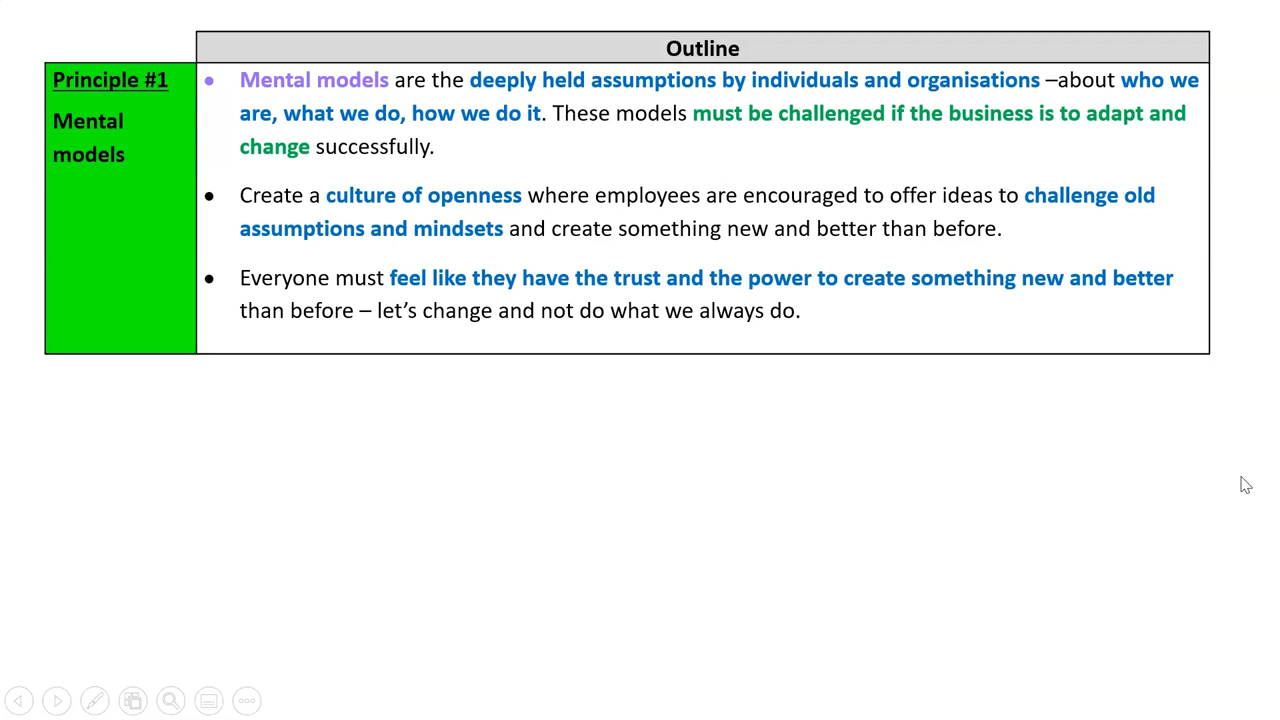 Outline
Principle #1
Mental
models
● Mental models are the deeply held assumptions by individuals and organisations –about who we
are, what we do, how we do it. These models must be challenged if the business is to adapt and
change successfully.
● Create a culture of openness where employees are encouraged to offer ideas to challenge old
assumptions and mindsets and create something new and better than before.
● Everyone must feel like they have the trust and the power to create something new and better
than before – let’s change and not do what we always do.